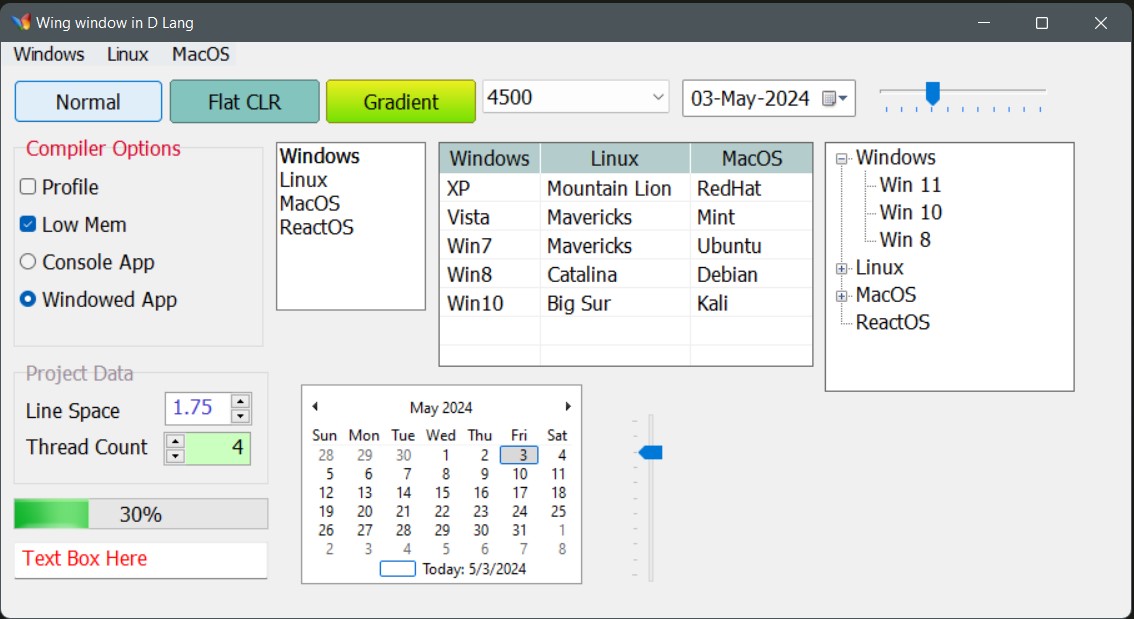 Wing window in D Lang
Windows Linux MacOS
Normal Flat CLR Gradient 4500 03-May-2024
Compiler Options
Profile
Low Mem
Console App
Windowed App
Windows
Linux
MacOS
ReactOS
Windows Linux MacOS
XP Mountain Lion RedHat
Vista Mavericks Mint
Win7 Mavericks Ubuntu
Win8 Catalina Debian
Win10 Big Sur Kali
Windows
Win 11
Win 10
Win 8
Linux
MacOS
ReactOS
Project Data
Line Space 1.75
Thread Count 4
30%
Text Box Here
May 2024
Sun Mon Tue Wed Thu Fri Sat
28 29 30 1 2 3 4
5 6 7 8 9 10 11
12 13 14 15 16 17 18
19 20 21 22 23 24 25
26 27 28 29 30 31 1
2 3 4 5 6 7 8
Today: 5/3/2024